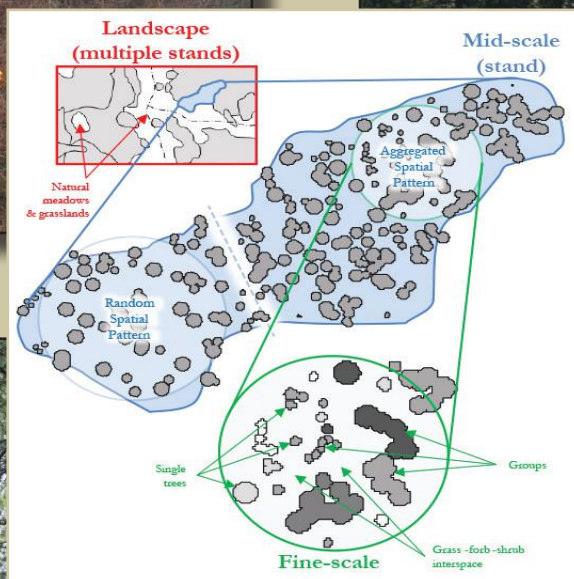 Landscape
(multiple stands)
Mid-scale
(stand)
Natural
meadows
& grasslands
Aggregated
Spatial
Pattern
Random
Spatial
Pattern
Single
trees
Groups
Grass -forb -shrub
interspace
Fine-scale